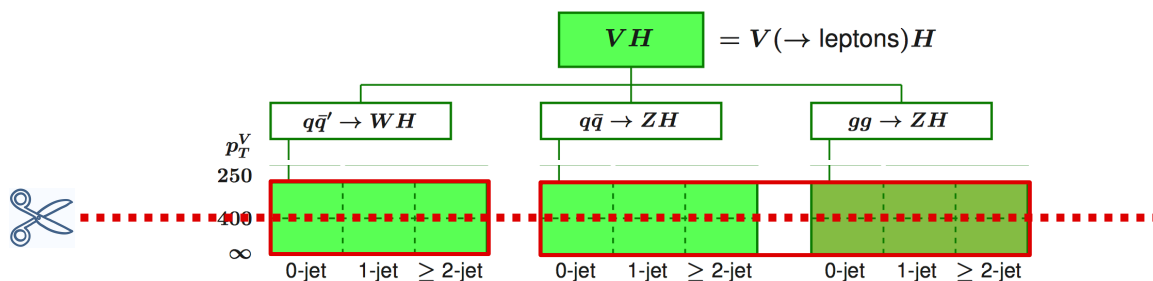 VH = V(→ leptons)H
qq̄′ → WH qq̄ → ZH gg → ZH
p_T^V
250
400
∞
0-jet 1-jet ≥ 2-jet 0-jet 1-jet ≥ 2-jet 0-jet 1-jet ≥ 2-jet